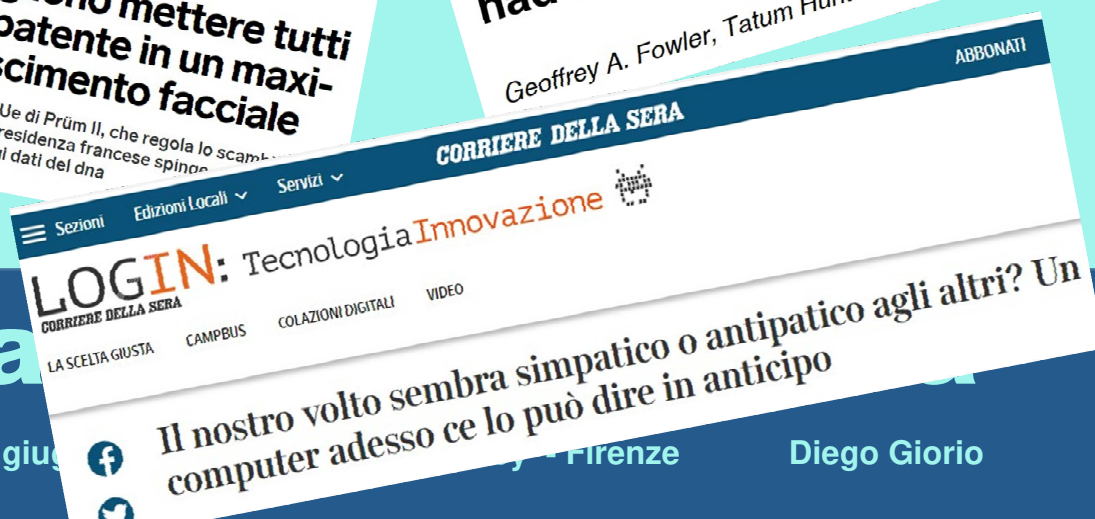 mettere tutti
patente in un maxi-
scimento facciale
Ue di Prüm II, che regola lo
residenza francese spinge
dati del dna
Geoffrey A. Fowler, Tatum
ABBONATI
CORRIERE DELLA SERA
Sezioni Edizioni Locali Servizi
LOGIN: TecnologiaInnovazione
CORRIERE DELLA SERA
LA SCELTA GIUSTA CAMPBUS COLAZIONI DIGITALI VIDEO
Il nostro volto sembra simpatico o antipatico agli altri? Un
computer adesso ce lo può dire in anticipo
- Firenze
Diego Giorio